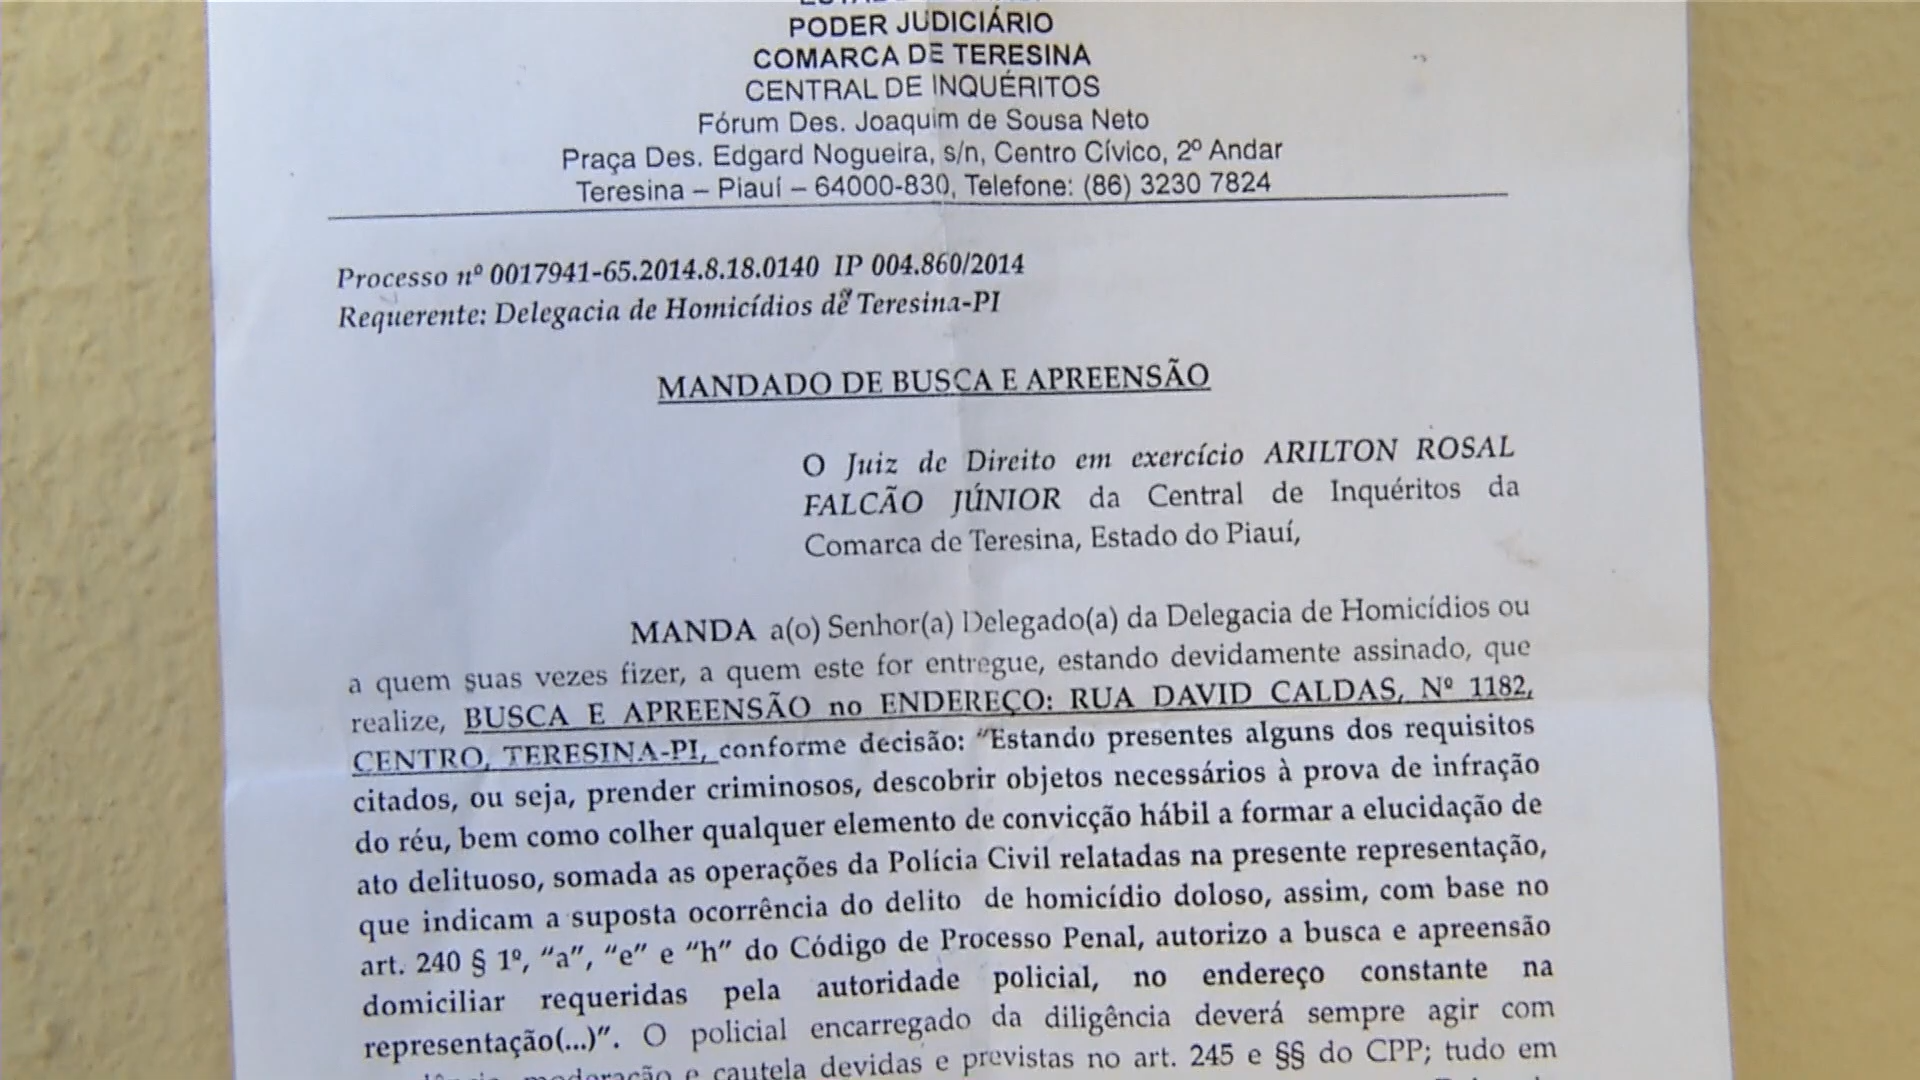 PODER JUDICIÁRIO
COMARCA DE TERESINA
CENTRAL DE INQUÉRITOS
Fórum Des. Joaquim de Sousa Neto
Praça Des. Edgard Nogueira, s/n, Centro Cívico, 2º Andar
Teresina – Piauí – 64000-830, Telefone: (86) 3230 7824
Processo nº 0017941-65.2014.8.18.0140 IP 004.860/2014
Requerente: Delegacia de Homicídios de Teresina-PI
MANDADO DE BUSCA E APREENSÃO
O Juiz de Direito em exercício ARILTON ROSAL
FALCÃO JÚNIOR da Central de Inquéritos da
Comarca de Teresina, Estado do Piauí,
MANDA a(o) Senhor(a) Delegado(a) da Delegacia de Homicídios ou
a quem suas vezes fizer, a quem este for entregue, estando devidamente assinado, que
realize, BUSCA E APREENSÃO no ENDEREÇO: RUA DAVID CALDAS, Nº 1182,
CENTRO, TERESINA-PI, conforme decisão: “Estando presentes alguns dos requisitos
citados, ou seja, prender criminosos, descobrir objetos necessários à prova de infração
do réu, bem como colher qualquer elemento de convicção hábil a formar a elucidação de
ato delituoso, somada as operações da Polícia Civil relatadas na presente representação,
que indicam a suposta ocorrência do delito de homicídio doloso, assim, com base no
art. 240 § 1º, “a”, “e” e “h” do Código de Processo Penal, autorizo a busca e apreensão
domiciliar requeridas pela autoridade policial, no endereço constante na
representação(...)”. O policial encarregado da diligência deverá sempre agir com
moderação e cautela devidas e previstas no art. 245 e §§ do CPP; tudo em